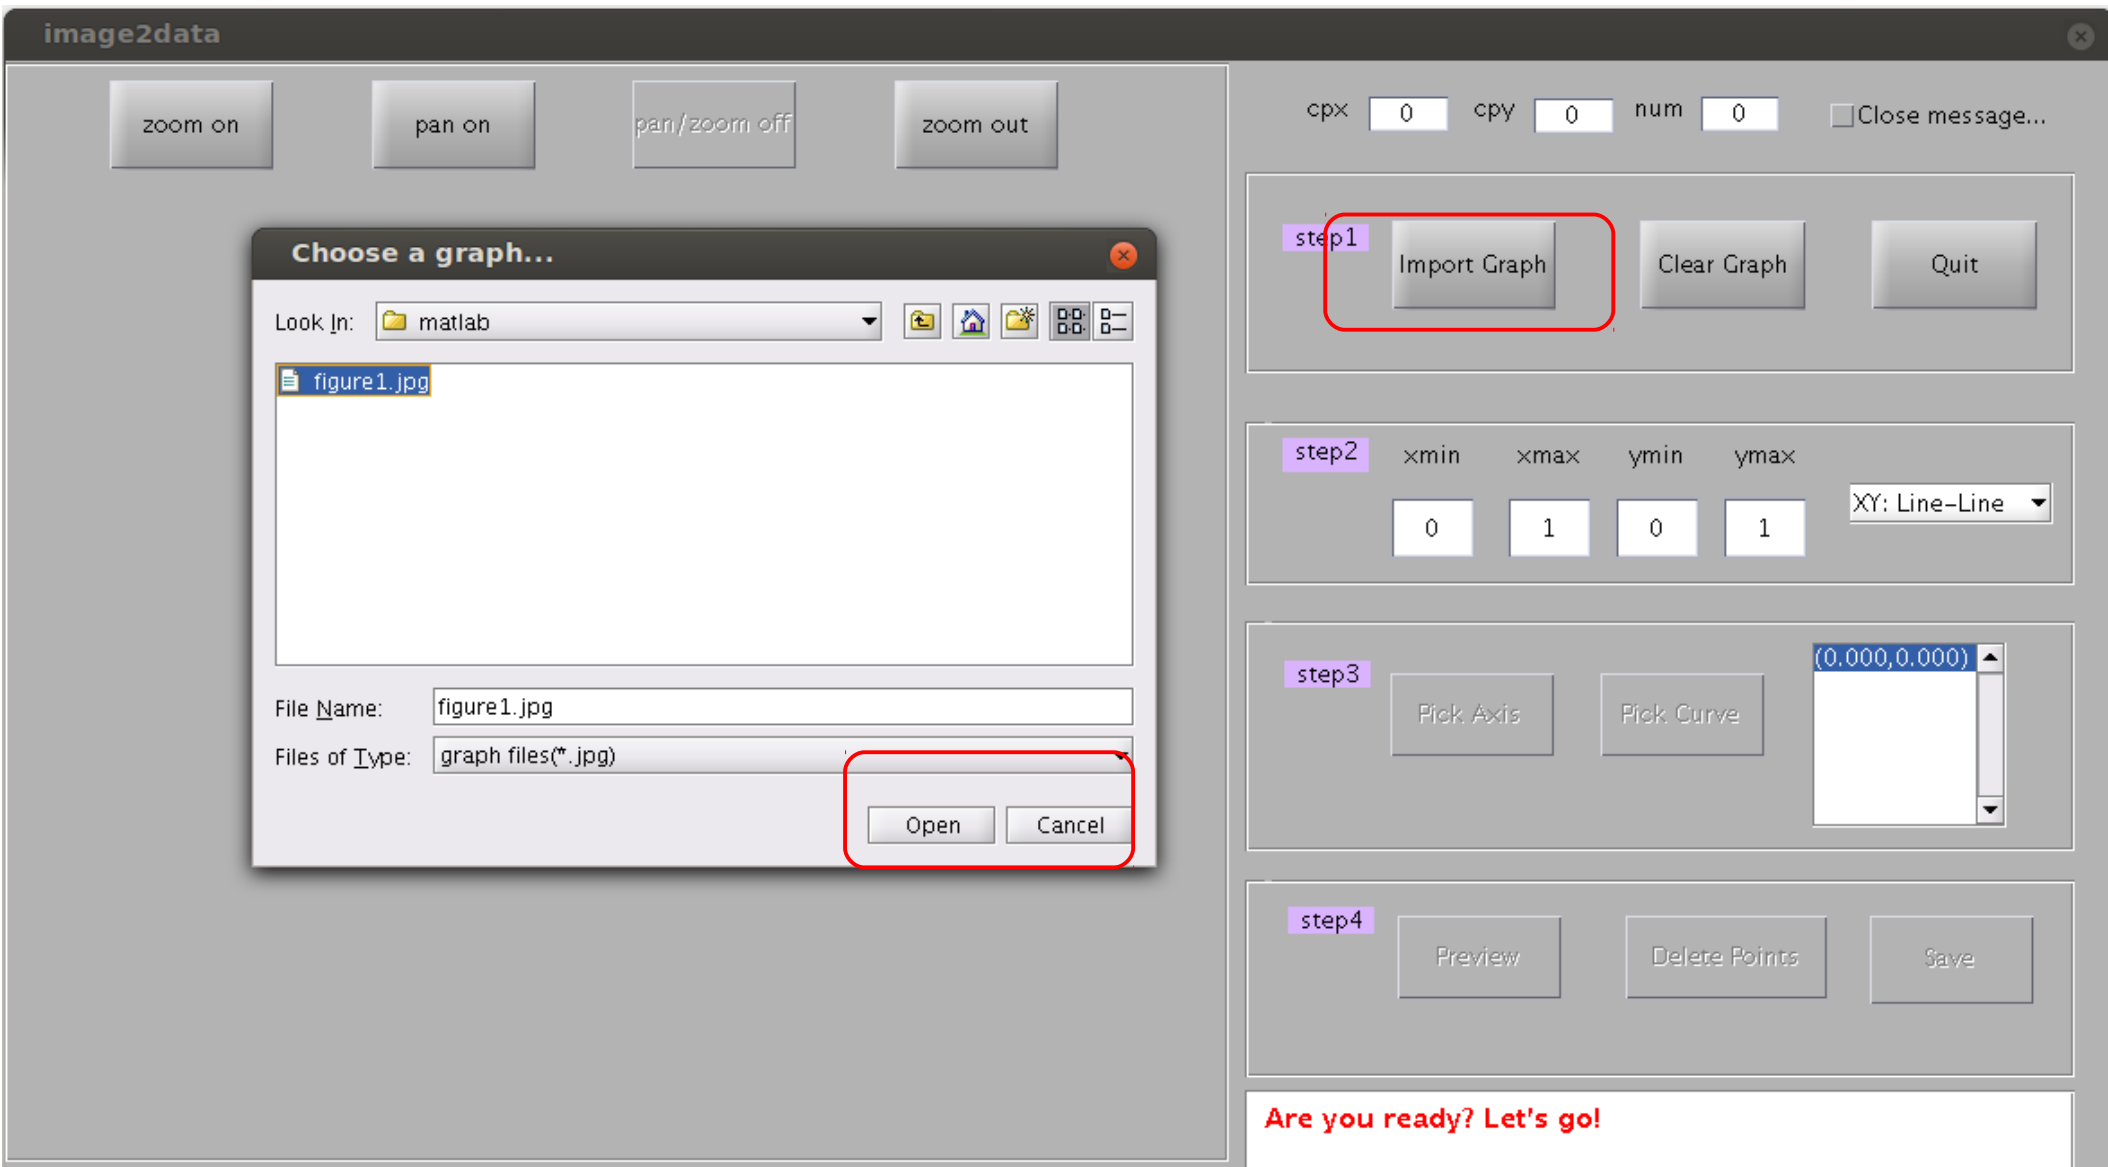 image2data
zoom on
pan on
pan/zoom off
zoom out
cpx 0 cpy 0 num 0
Close message...
Choose a graph...
Look In: matlab
figure1.jpg
File Name: figure1.jpg
Files of Type: graph files(*.jpg)
Open
Cancel
step1
Import Graph
Clear Graph
Quit
step2
xmin xmax ymin ymax
0 1 0 1
XY: Line-Line
step3
Pick Axis
Pick Curve
(0.000,0.000)
step4
Preview
Delete Points
Save
Are you ready? Let's go!